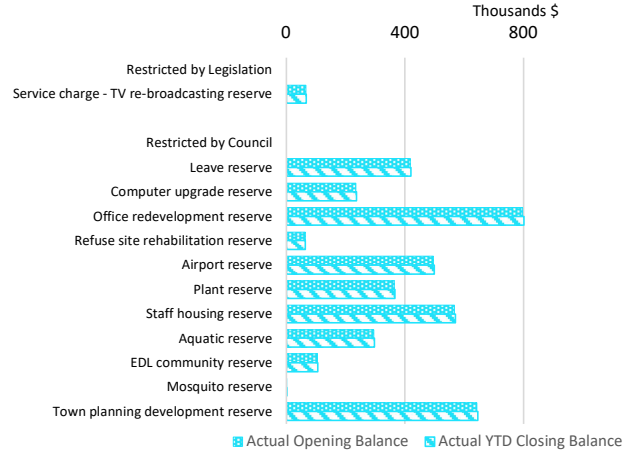 Thousands $
0 400 800
Restricted by Legislation
Service charge - TV re-broadcasting reserve
Restricted by Council
Leave reserve
Computer upgrade reserve
Office redevelopment reserve
Refuse site rehabilitation reserve
Airport reserve
Plant reserve
Staff housing reserve
Aquatic reserve
EDL community reserve
Mosquito reserve
Town planning development reserve
Actual Opening Balance Actual YTD Closing Balance